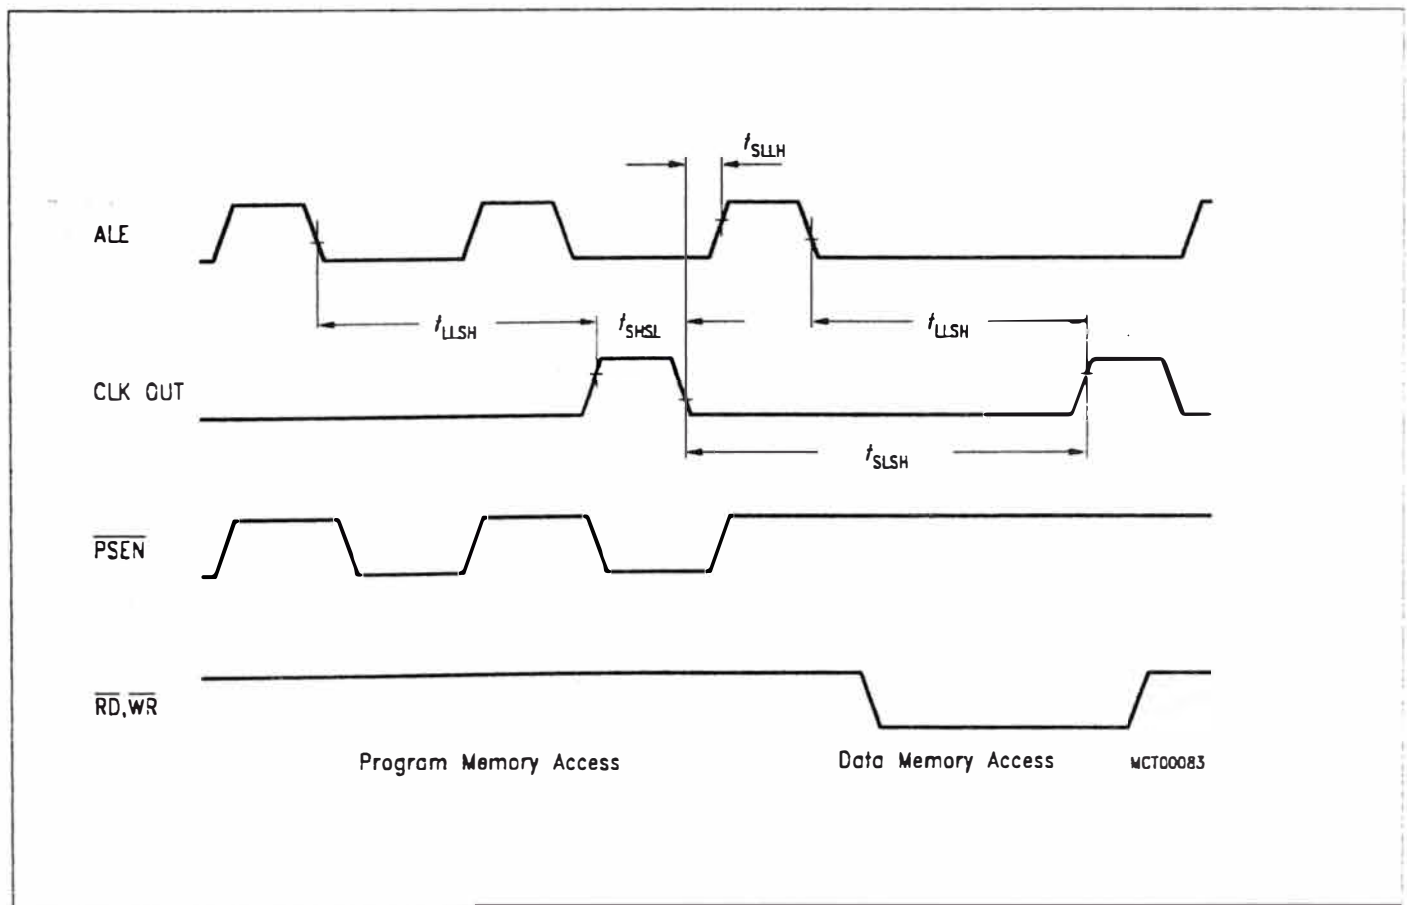 tSLLH
ALE
tLLSH tSHSL tLLSH
CLK OUT
tSLSH
PSEN
RD,WR
Program Memory Access Data Memory Access MCT00083